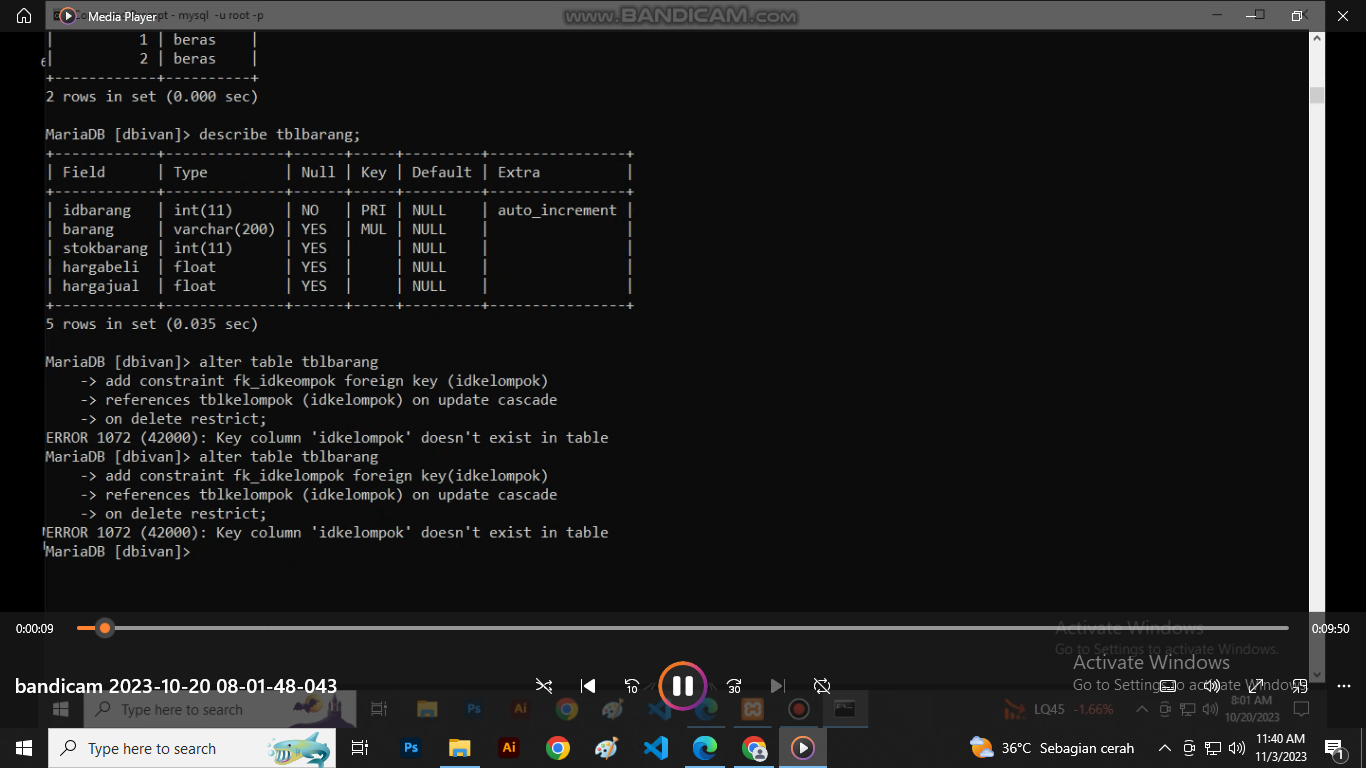 Media Player
Prompt - mysql -u root -p
www.BANDICAM.com
|          1 | beras    |
|          2 | beras    |
+------------+----------+
2 rows in set (0.000 sec)
MariaDB [dbivan]> describe tblbarang;
+------------+--------------+------+-----+---------+----------------+
| Field      | Type         | Null | Key | Default | Extra          |
+------------+--------------+------+-----+---------+----------------+
| idbarang   | int(11)      | NO   | PRI | NULL    | auto_increment |
| barang     | varchar(200) | YES  | MUL | NULL    |                |
| stokbarang | int(11)      | YES  |     | NULL    |                |
| hargabeli  | float        | YES  |     | NULL    |                |
| hargajual  | float        | YES  |     | NULL    |                |
+------------+--------------+------+-----+---------+----------------+
5 rows in set (0.035 sec)
MariaDB [dbivan]> alter table tblbarang
    -> add constraint fk_idkeompok foreign key (idkelompok)
    -> references tblkelompok (idkelompok) on update cascade
    -> on delete restrict;
ERROR 1072 (42000): Key column 'idkelompok' doesn't exist in table
MariaDB [dbivan]> alter table tblbarang
    -> add constraint fk_idkelompok foreign key(idkelompok)
    -> references tblkelompok (idkelompok) on update cascade
    -> on delete restrict;
ERROR 1072 (42000): Key column 'idkelompok' doesn't exist in table
MariaDB [dbivan]>
0:00:09
0:09:50
Activate Windows
Go to Settings to activate Windows.
Activate Windows
Go to Settings to activate Windows.
bandicam 2023-10-20 08-01-48-043
10
30
Type here to search
Ps
Ai
LQ45 -1.66%
8:01 AM
10/20/2023
Type here to search
Ps
Ai
36°C Sebagian cerah
11:40 AM
11/3/2023
1